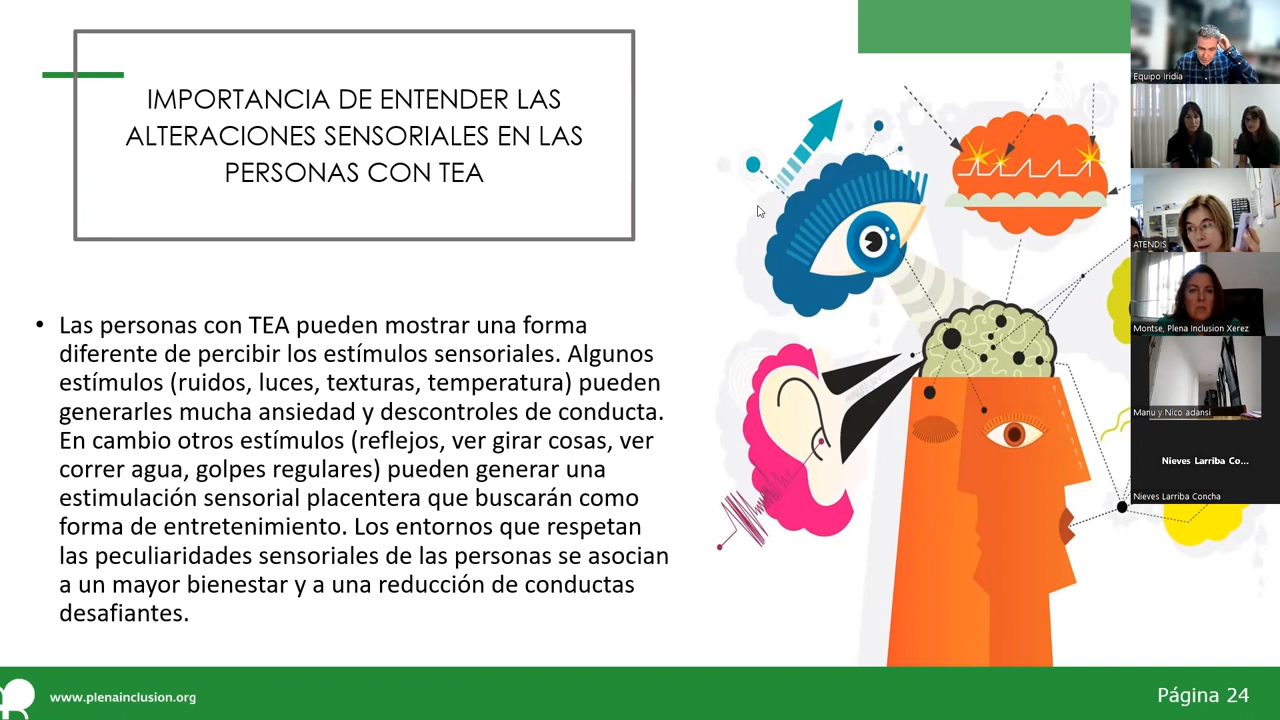 IMPORTANCIA DE ENTENDER LAS
ALTERACIONES SENSORIALES EN LAS
PERSONAS CON TEA
• Las personas con TEA pueden mostrar una forma
diferente de percibir los estímulos sensoriales. Algunos
estímulos (ruidos, luces, texturas, temperatura) pueden
generarles mucha ansiedad y descontroles de conducta.
En cambio otros estímulos (reflejos, ver girar cosas, ver
correr agua, golpes regulares) pueden generar una
estimulación sensorial placentera que buscarán como
forma de entretenimiento. Los entornos que respetan
las peculiaridades sensoriales de las personas se asocian
a un mayor bienestar y a una reducción de conductas
desafiantes.
Equipo Iridia
ATENDIS
Montse, Plena Inclusion Xerez
Manu y Nico adansi
Nieves Larriba Co...
Nieves Larriba Concha
www.plenainclusion.org
Página 24